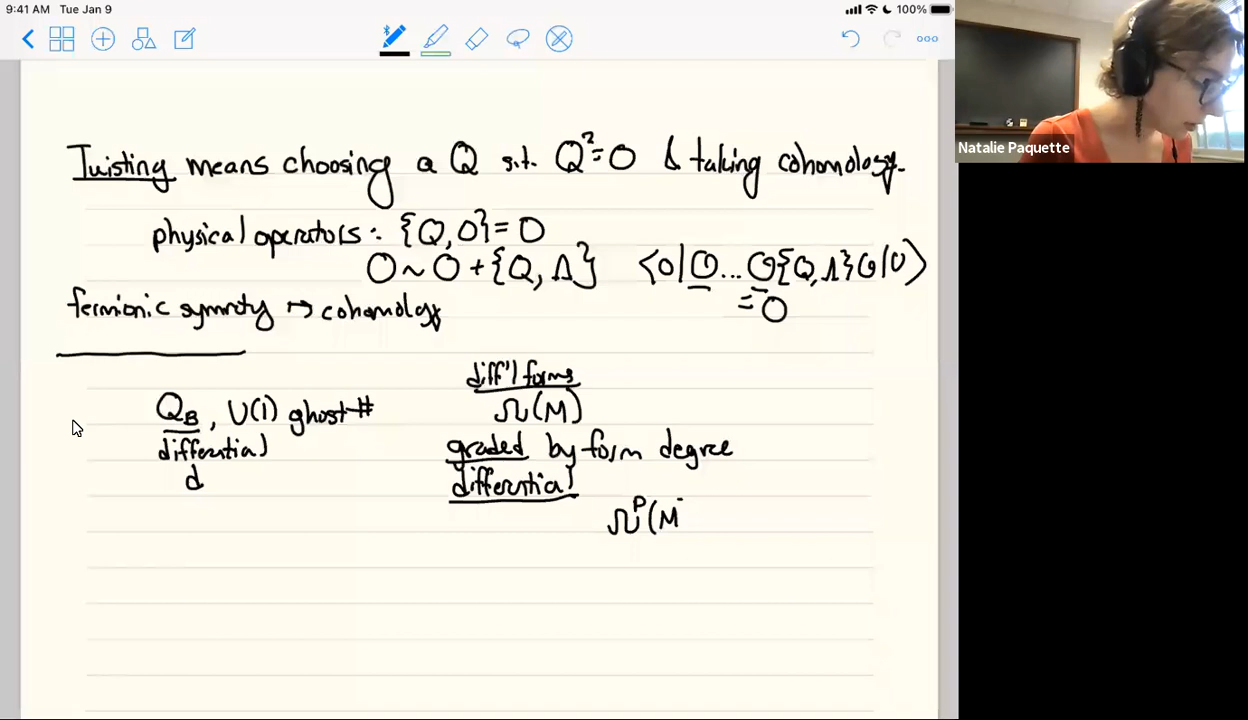 9:41 AM Tue Jan 9
100%
Natalie Paquette
Twisting means choosing a Q s.t. Q²=0 & taking cohomology.
physical operators: {Q, O} = 0
O ~ O + {Q, Λ} ⟨0|O...O{Q,Λ}O|0⟩
= 0
fermionic symmetry ↦ cohomology
diff'l forms
Q_B, U(1) ghost # Ω(M)
differential graded by form degree
d differential
Ω^p(M